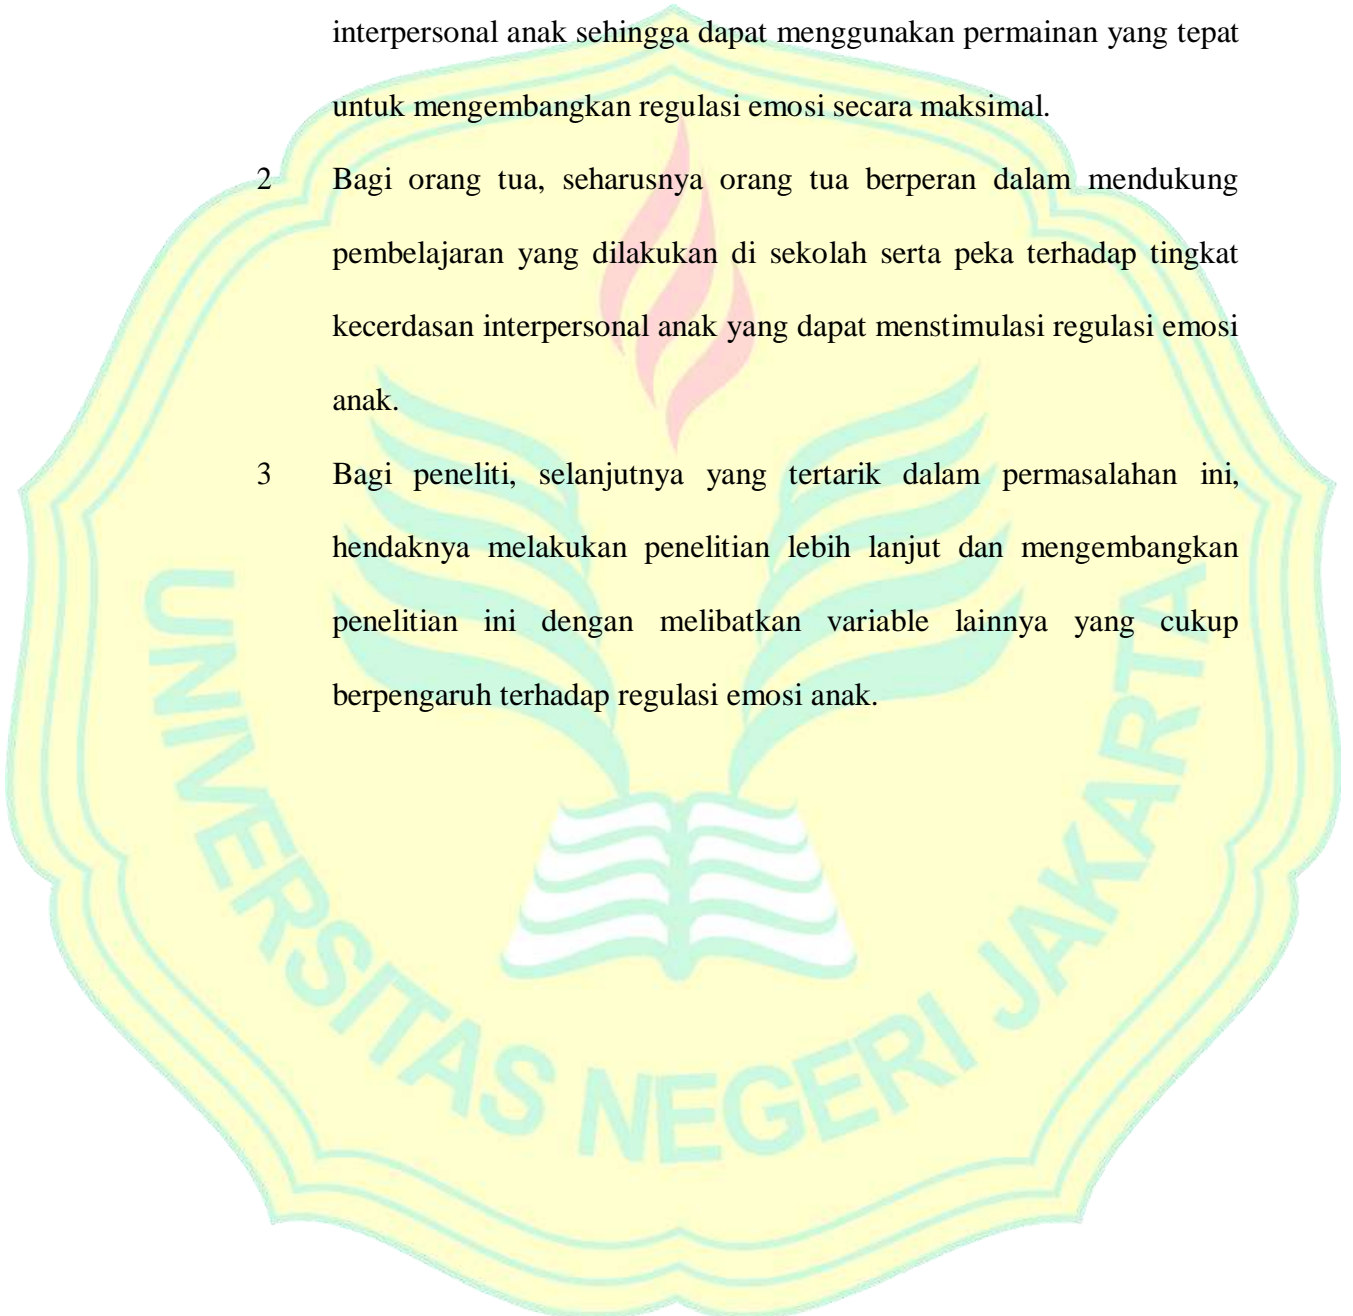 interpersonal anak sehingga dapat menggunakan permainan yang tepat
untuk mengembangkan regulasi emosi secara maksimal.
2 Bagi orang tua, seharusnya orang tua berperan dalam mendukung
pembelajaran yang dilakukan di sekolah serta peka terhadap tingkat
kecerdasan interpersonal anak yang dapat menstimulasi regulasi emosi
anak.
3 Bagi peneliti, selanjutnya yang tertarik dalam permasalahan ini,
hendaknya melakukan penelitian lebih lanjut dan mengembangkan
penelitian ini dengan melibatkan variable lainnya yang cukup
berpengaruh terhadap regulasi emosi anak.
UNIVERSITAS NEGERI JAKARTA